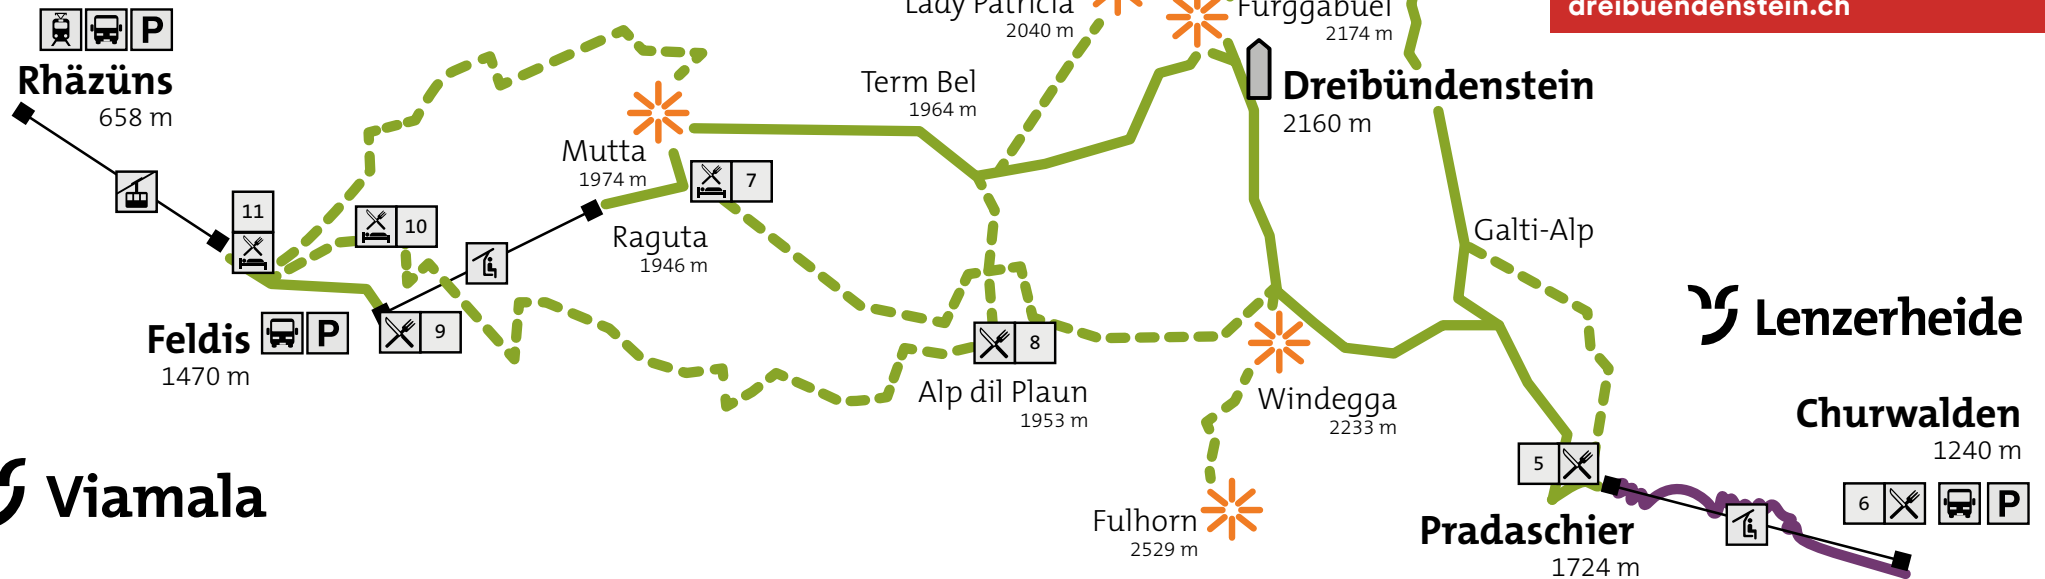 Lady Patricia
2040 m
Furggabüel
2174 m
dreibuendenstein.ch
P
Rhäzüns
658 m
Term Bel
1964 m
Dreibündenstein
2160 m
Mutta
1974 m
7
11
10
Raguta
1946 m
Galti-Alp
Feldis
P
1470 m
9
8
Alp dil Plaun
1953 m
Windegga
2233 m
Lenzerheide
Churwalden
1240 m
6
P
5
Viamala
Fulhorn
2529 m
Pradaschier
1724 m